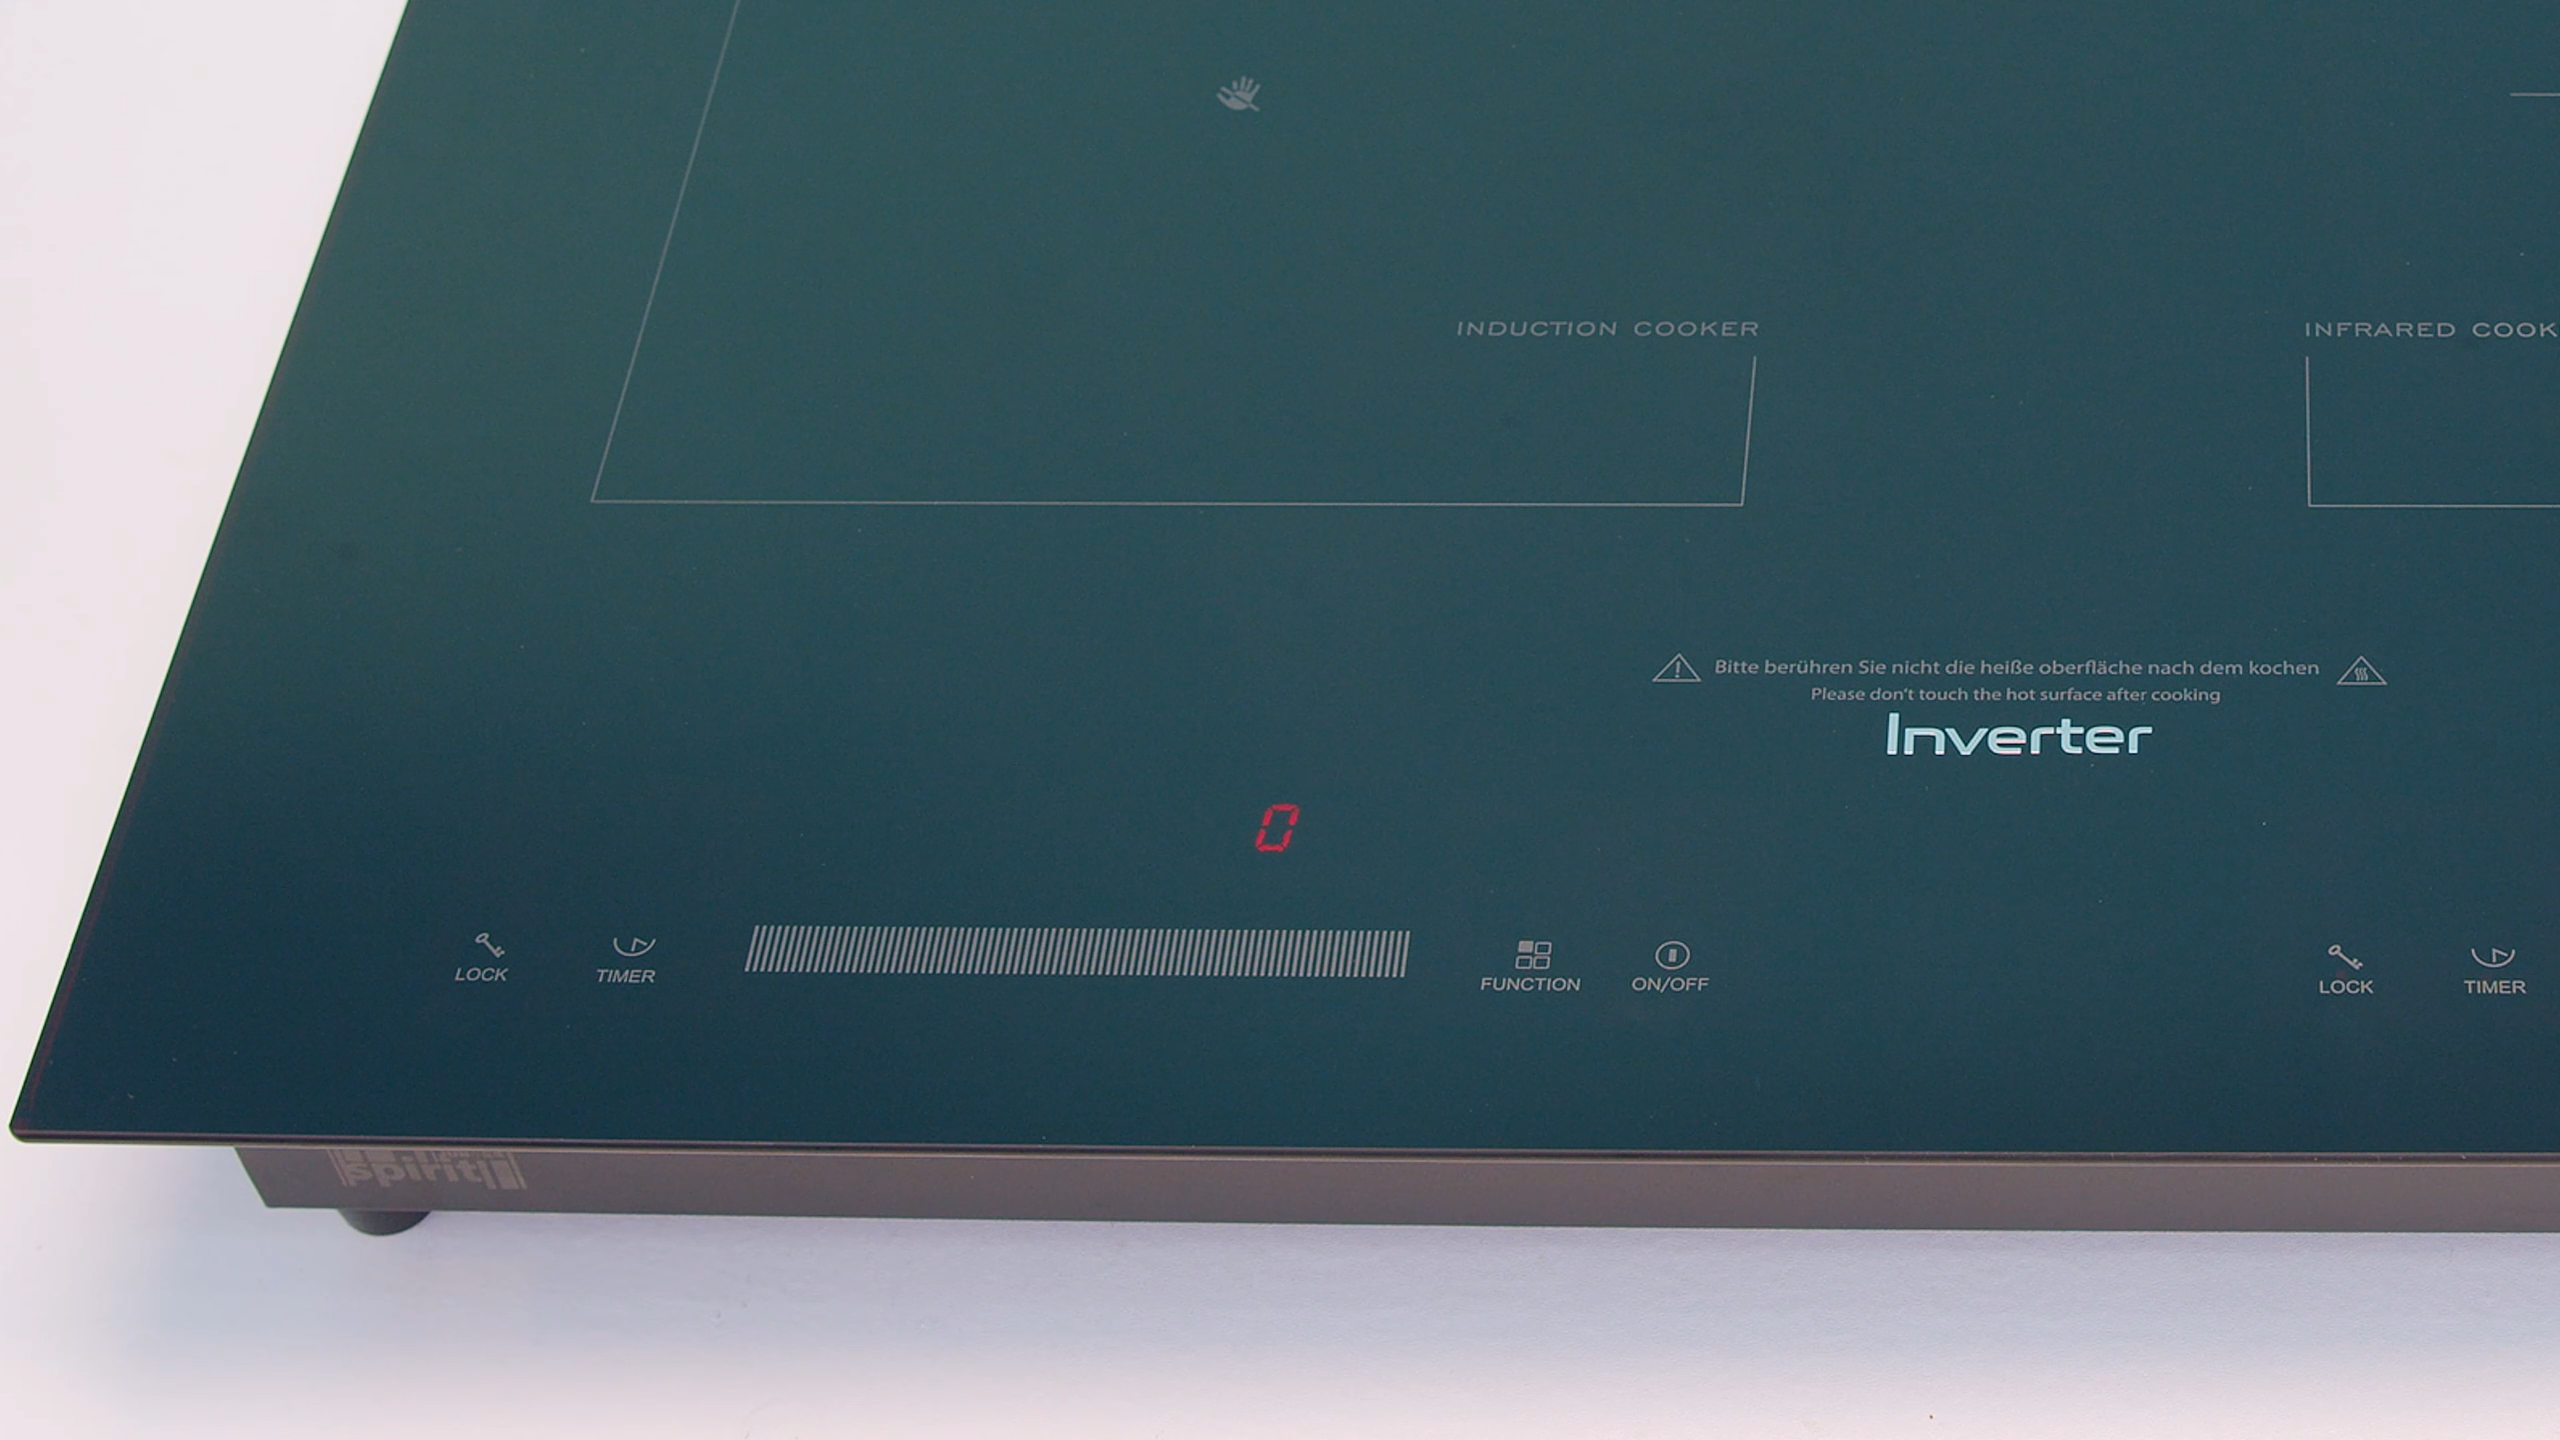 INDUCTION COOKER
INFRARED COOK
Bitte berühren Sie nicht die heiße oberfläche nach dem kochen
Please don't touch the hot surface after cooking
Inverter
0
LOCK
TIMER
FUNCTION
ON/OFF
LOCK
TIMER
spirit